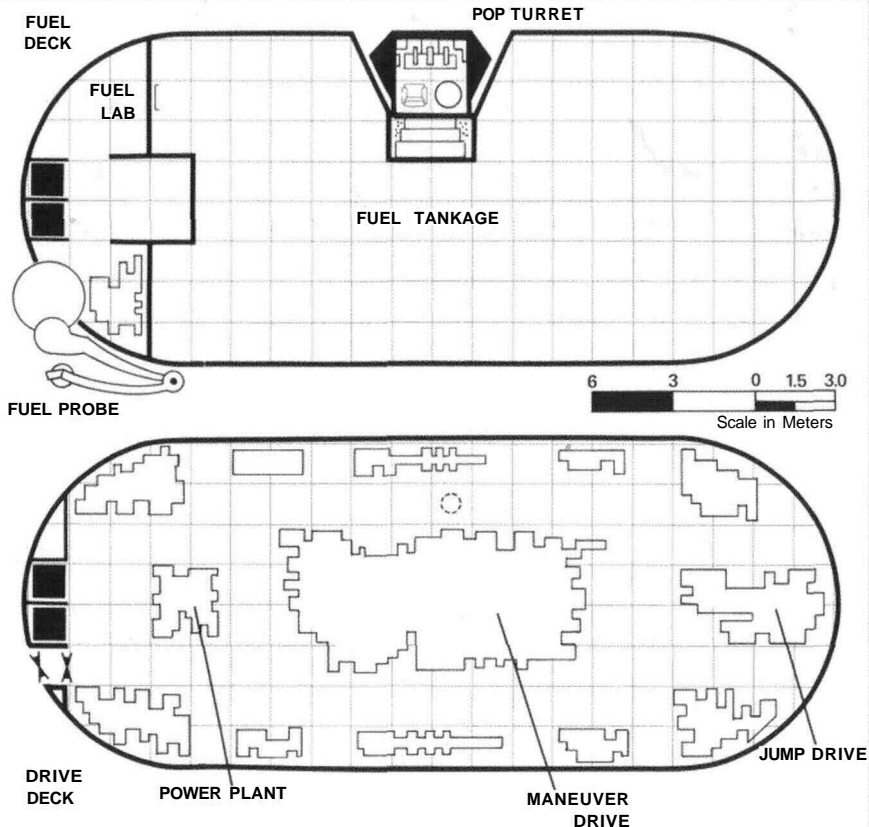 POP TURRET
FUEL
DECK
FUEL
LAB
FUEL TANKAGE
FUEL PROBE
6 3 0 1.5 3.0
Scale in Meters
JUMP DRIVE
DRIVE
DECK
POWER PLANT
MANEUVER
DRIVE